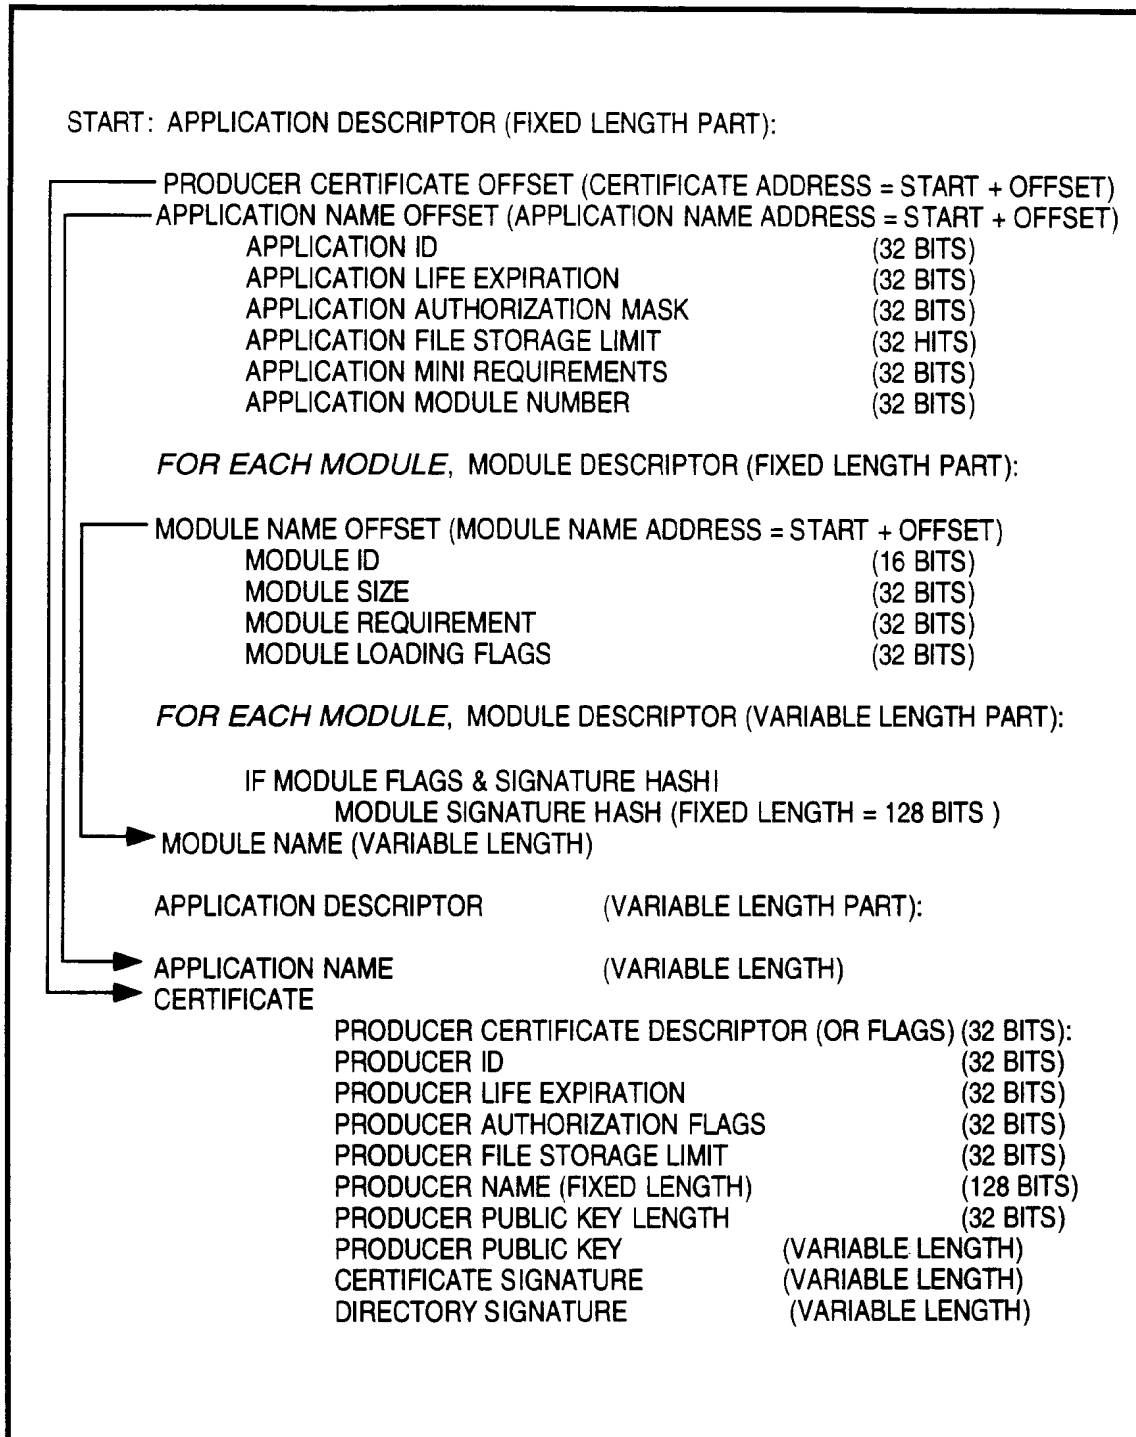 START: APPLICATION DESCRIPTOR (FIXED LENGTH PART):
PRODUCER CERTIFICATE OFFSET (CERTIFICATE ADDRESS = START + OFFSET)
APPLICATION NAME OFFSET (APPLICATION NAME ADDRESS = START + OFFSET)
APPLICATION ID (32 BITS)
APPLICATION LIFE EXPIRATION (32 BITS)
APPLICATION AUTHORIZATION MASK (32 BITS)
APPLICATION FILE STORAGE LIMIT (32 HITS)
APPLICATION MINI REQUIREMENTS (32 BITS)
APPLICATION MODULE NUMBER (32 BITS)
FOR EACH MODULE, MODULE DESCRIPTOR (FIXED LENGTH PART):
MODULE NAME OFFSET (MODULE NAME ADDRESS = START + OFFSET)
MODULE ID (16 BITS)
MODULE SIZE (32 BITS)
MODULE REQUIREMENT (32 BITS)
MODULE LOADING FLAGS (32 BITS)
FOR EACH MODULE, MODULE DESCRIPTOR (VARIABLE LENGTH PART):
IF MODULE FLAGS & SIGNATURE HASH|
MODULE SIGNATURE HASH (FIXED LENGTH = 128 BITS )
MODULE NAME (VARIABLE LENGTH)
APPLICATION DESCRIPTOR (VARIABLE LENGTH PART):
APPLICATION NAME (VARIABLE LENGTH)
CERTIFICATE
PRODUCER CERTIFICATE DESCRIPTOR (OR FLAGS) (32 BITS):
PRODUCER ID (32 BITS)
PRODUCER LIFE EXPIRATION (32 BITS)
PRODUCER AUTHORIZATION FLAGS (32 BITS)
PRODUCER FILE STORAGE LIMIT (32 BITS)
PRODUCER NAME (FIXED LENGTH) (128 BITS)
PRODUCER PUBLIC KEY LENGTH (32 BITS)
PRODUCER PUBLIC KEY (VARIABLE LENGTH)
CERTIFICATE SIGNATURE (VARIABLE LENGTH)
DIRECTORY SIGNATURE (VARIABLE LENGTH)